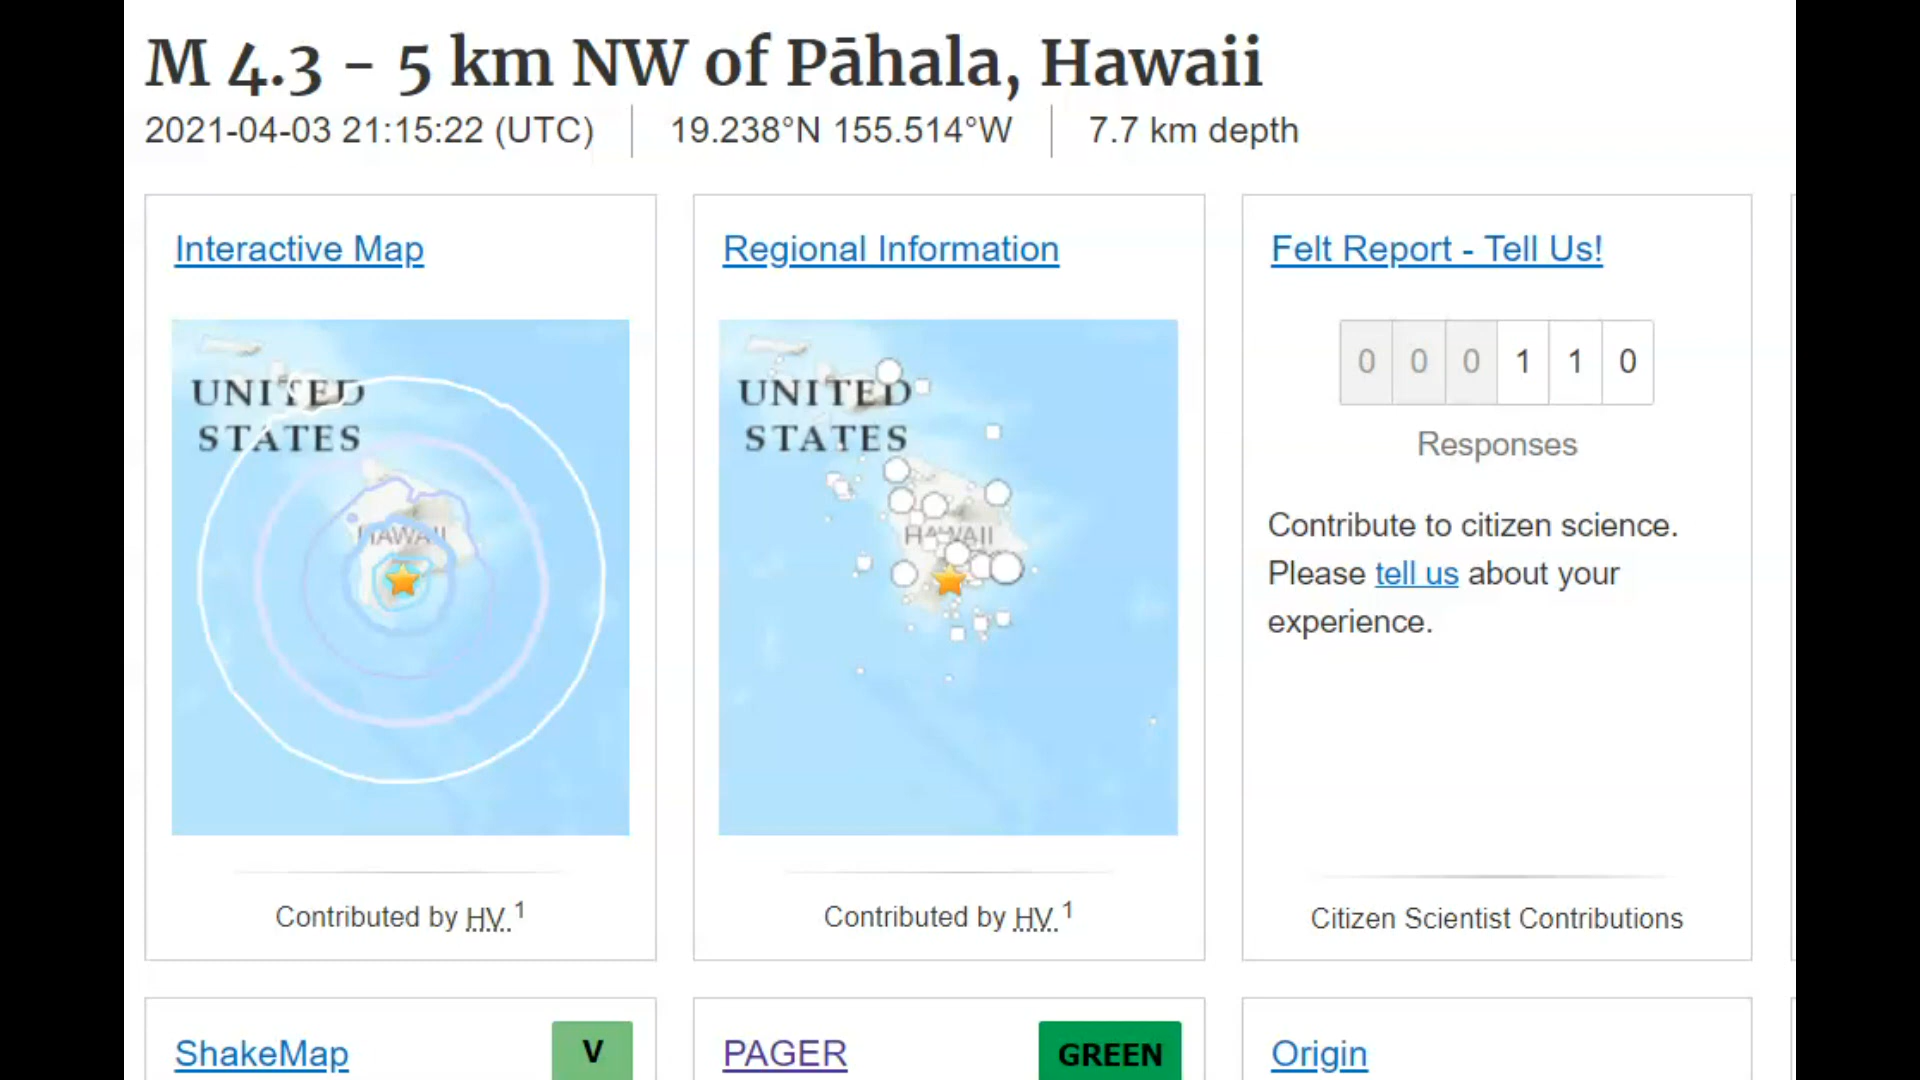 M 4.3 - 5 km NW of Pāhala, Hawaii
2021-04-03 21:15:22 (UTC) 19.238°N 155.514°W 7.7 km depth
Interactive Map
UNITED
STATES
HAWAII
Contributed by HV 1
Regional Information
UNITED
STATES
HAWAII
Contributed by HV 1
Felt Report - Tell Us!
0 0 0 1 1 0
Responses
Contribute to citizen science.
Please tell us about your
experience.
Citizen Scientist Contributions
ShakeMap V
PAGER GREEN
Origin